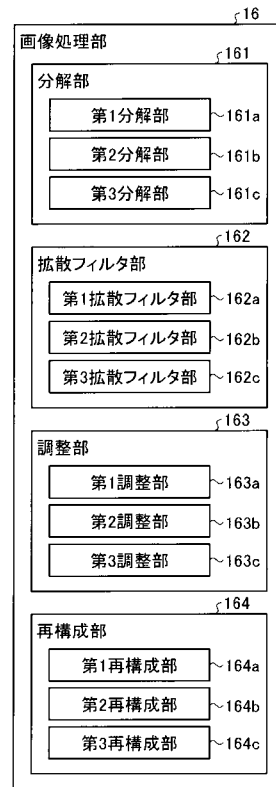 16
画像処理部
161
分解部
第1分解部 161a
第2分解部 161b
第3分解部 161c
162
拡散フィルタ部
第1拡散フィルタ部 162a
第2拡散フィルタ部 162b
第3拡散フィルタ部 162c
163
調整部
第1調整部 163a
第2調整部 163b
第3調整部 163c
164
再構成部
第1再構成部 164a
第2再構成部 164b
第3再構成部 164c